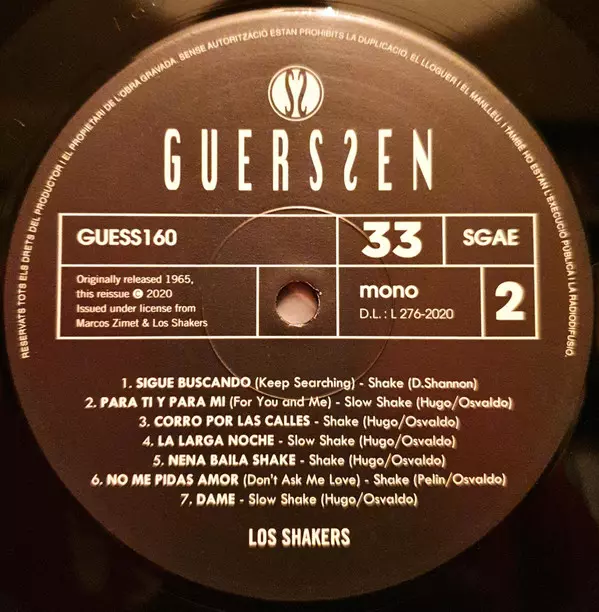 RESERVATS TOTS ELS DRETS DEL PRODUCTOR I EL PROPIETARI DE L'OBRA GRAVADA. SENSE AUTORITZACIÓ ESTAN PROHIBITS LA DUPLICACIÓ, EL LLOGUER I EL MANLLEU, I TAMBÉ HO ESTAN L'EXECUCIÓ PÚBLICA I LA RADIODIFUSIÓ.
GUERSSEN
GUESS160
33
SGAE
Originally released 1965,
this reissue © 2020
Issued under license from
Marcos Zimet & Los Shakers
mono
D.L.: L 276-2020
2
1. SIGUE BUSCANDO (Keep Searching) - Shake (D.Shannon)
2. PARA TI Y PARA MI (For You and Me) - Slow Shake (Hugo/Osvaldo)
3. CORRO POR LAS CALLES - Shake (Hugo/Osvaldo)
4. LA LARGA NOCHE - Slow Shake (Hugo/Osvaldo)
5. NENA BAILA SHAKE - Shake (Hugo/Osvaldo)
6. NO ME PIDAS AMOR (Don't Ask Me Love) - Shake (Pelin/Osvaldo)
7. DAME - Slow Shake (Hugo/Osvaldo)
LOS SHAKERS